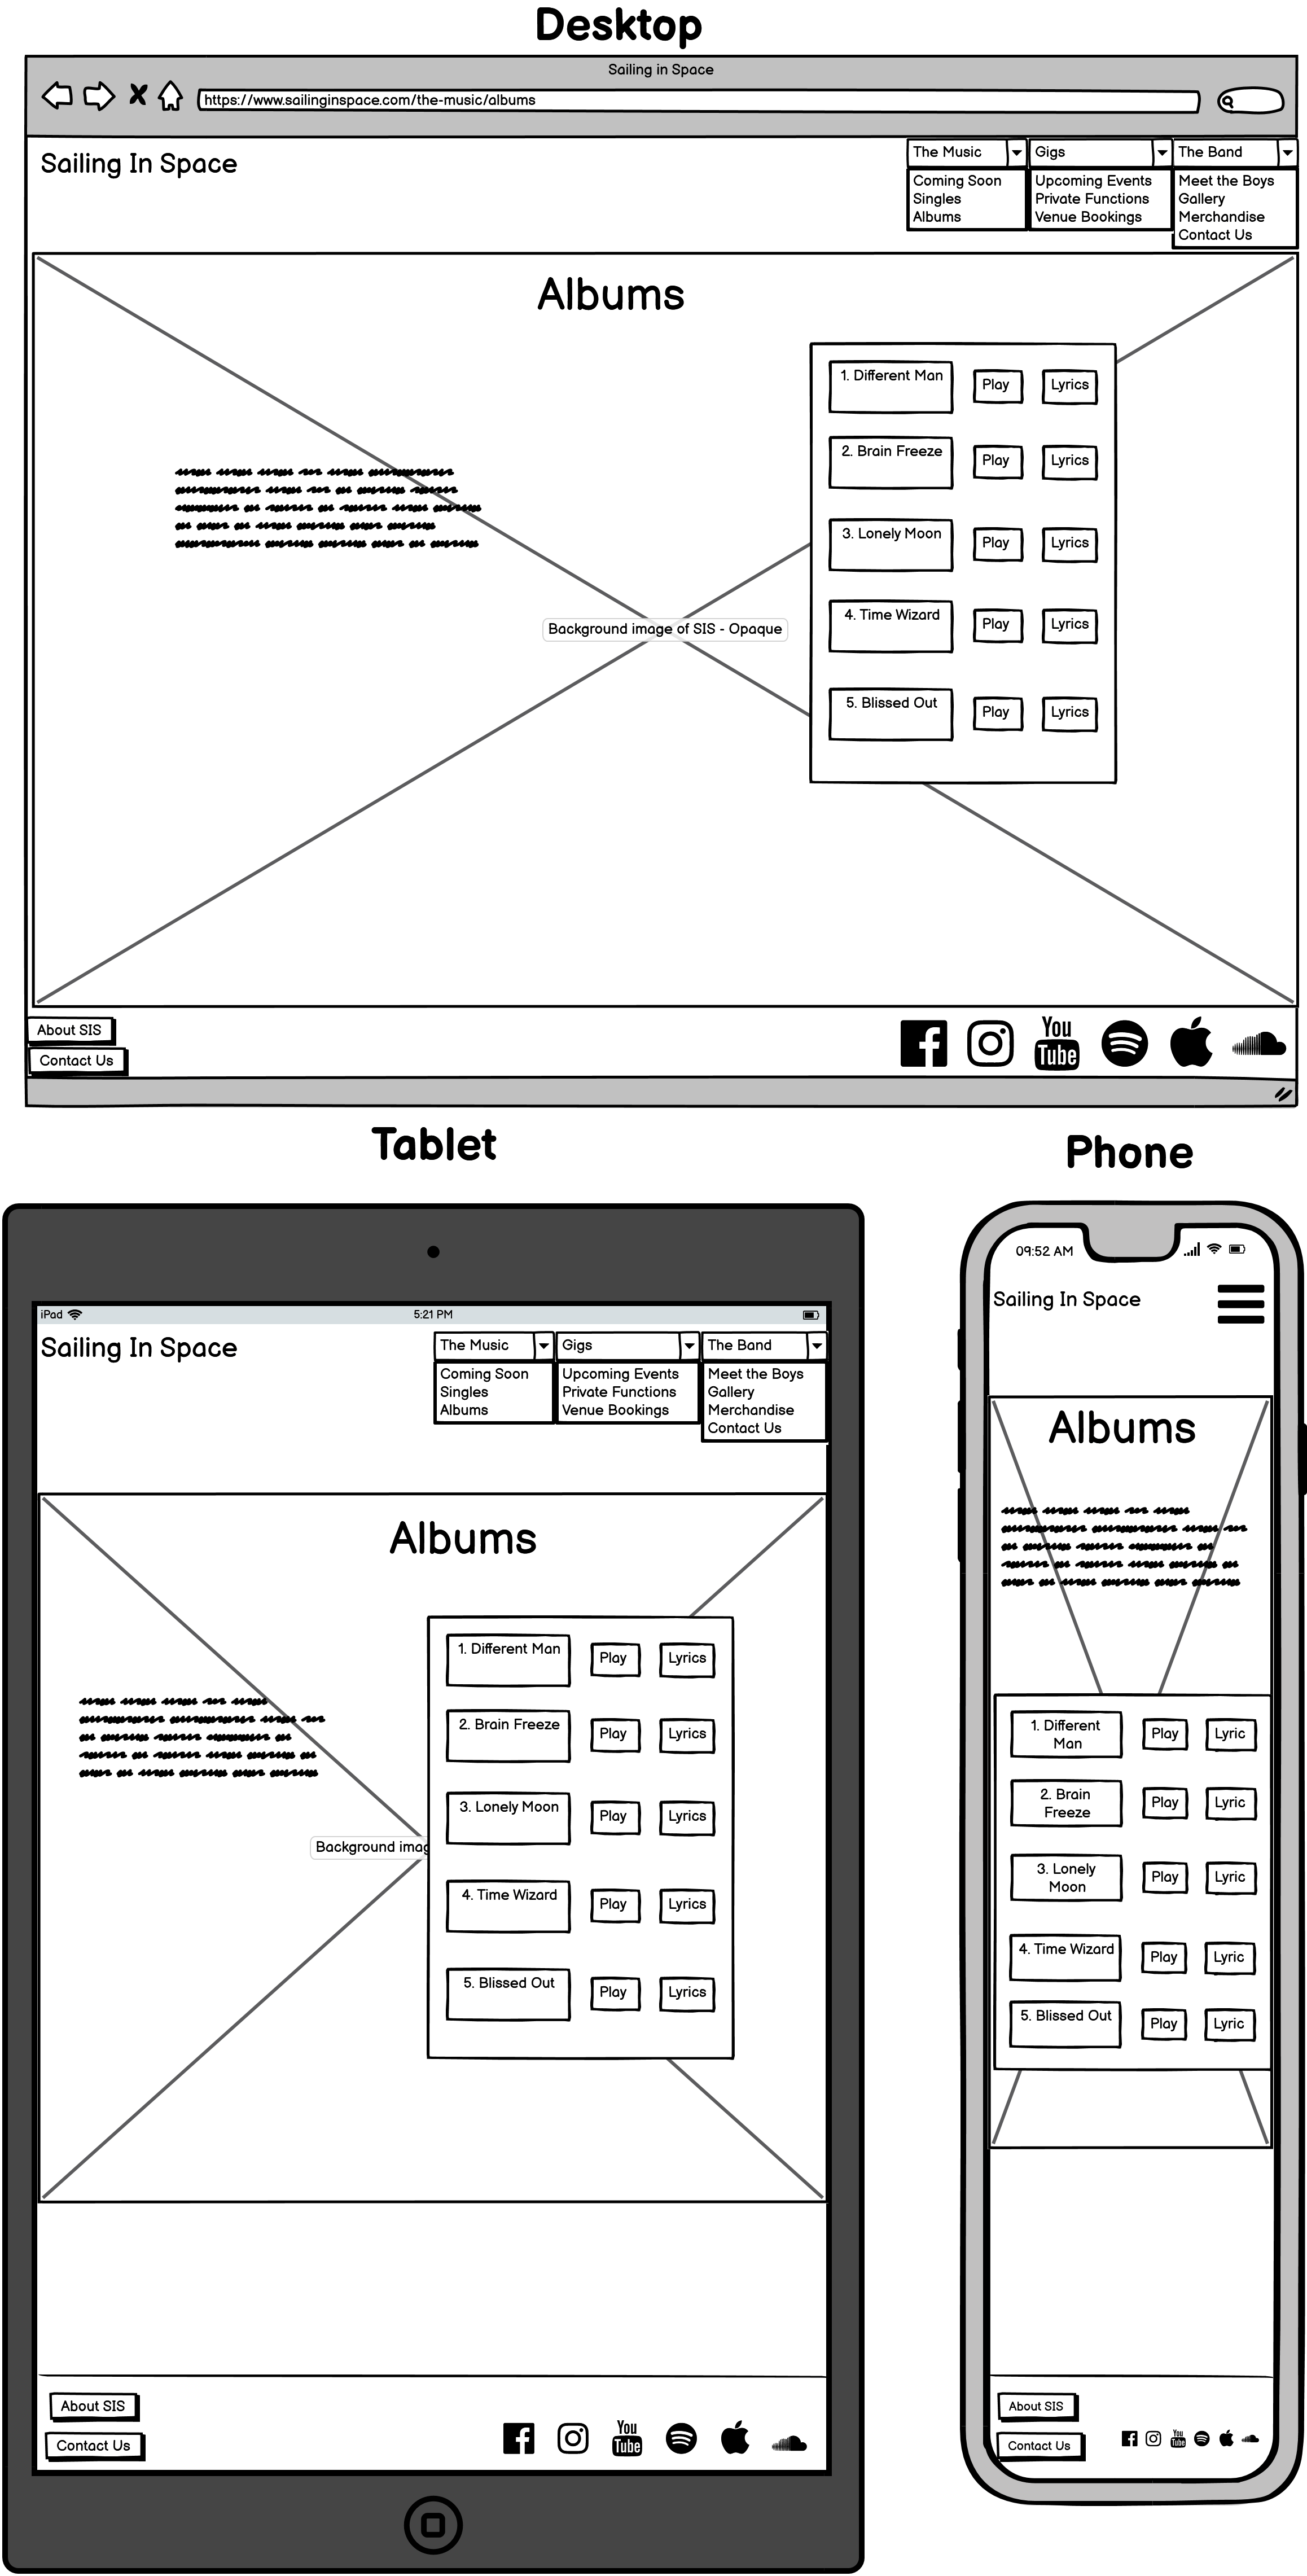 Desktop
Sailing in Space
https://www.sailinginspace.com/the-music/albums
Sailing In Space
The Music
Gigs
The Band
Coming Soon
Singles
Albums
Upcoming Events
Private Functions
Venue Bookings
Meet the Boys
Gallery
Merchandise
Contact Us
Albums
1. Different Man
Play
Lyrics
2. Brain Freeze
Play
Lyrics
3. Lonely Moon
Play
Lyrics
4. Time Wizard
Play
Lyrics
5. Blissed Out
Play
Lyrics
Background image of SIS - Opaque
About SIS
Contact Us
You
Tube
Tablet
iPad
5:21 PM
Sailing In Space
The Music
Gigs
The Band
Coming Soon
Singles
Albums
Upcoming Events
Private Functions
Venue Bookings
Meet the Boys
Gallery
Merchandise
Contact Us
Albums
1. Different Man
Play
Lyrics
2. Brain Freeze
Play
Lyrics
3. Lonely Moon
Play
Lyrics
4. Time Wizard
Play
Lyrics
5. Blissed Out
Play
Lyrics
Background imag
About SIS
Contact Us
You
Tube
Phone
09:52 AM
Sailing In Space
Albums
1. Different
Man
Play
Lyric
2. Brain
Freeze
Play
Lyric
3. Lonely
Moon
Play
Lyric
4. Time Wizard
Play
Lyric
5. Blissed Out
Play
Lyric
About SIS
Contact Us
You
Tube